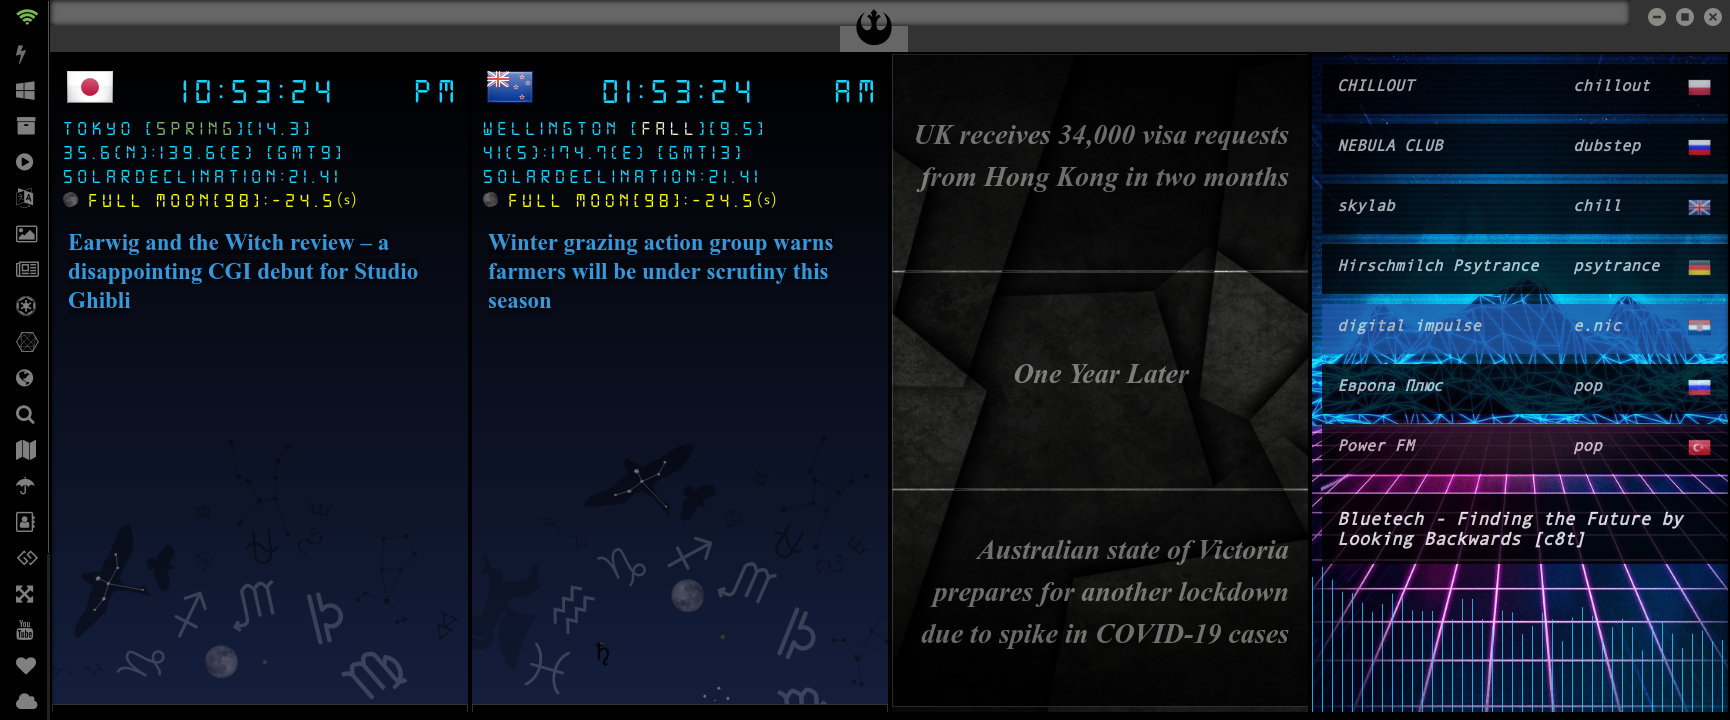 10:53:24 PM
TOKYO [SPRING][14.3]
35.6(N):139.6(E) [GMT9]
SOLARDECLINATION:21.41
FULL MOON[98]:-24.5(s)
Earwig and the Witch review – a
disappointing CGI debut for Studio
Ghibli
01:53:24 AM
WELLINGTON [FALL][9.5]
41(S):174.7(E) [GMT13]
SOLARDECLINATION:21.41
FULL MOON[98]:-24.5(s)
Winter grazing action group warns
farmers will be under scrutiny this
season
UK receives 34,000 visa requests
from Hong Kong in two months
One Year Later
Australian state of Victoria
prepares for another lockdown
due to spike in COVID-19 cases
CHILLOUT chillout
NEBULA CLUB dubstep
skylab chill
Hirschmilch Psytrance psytrance
digital impulse e.nic
Европа Плюс pop
Power FM pop
Bluetech - Finding the Future by
Looking Backwards [c8t]
You
Tube